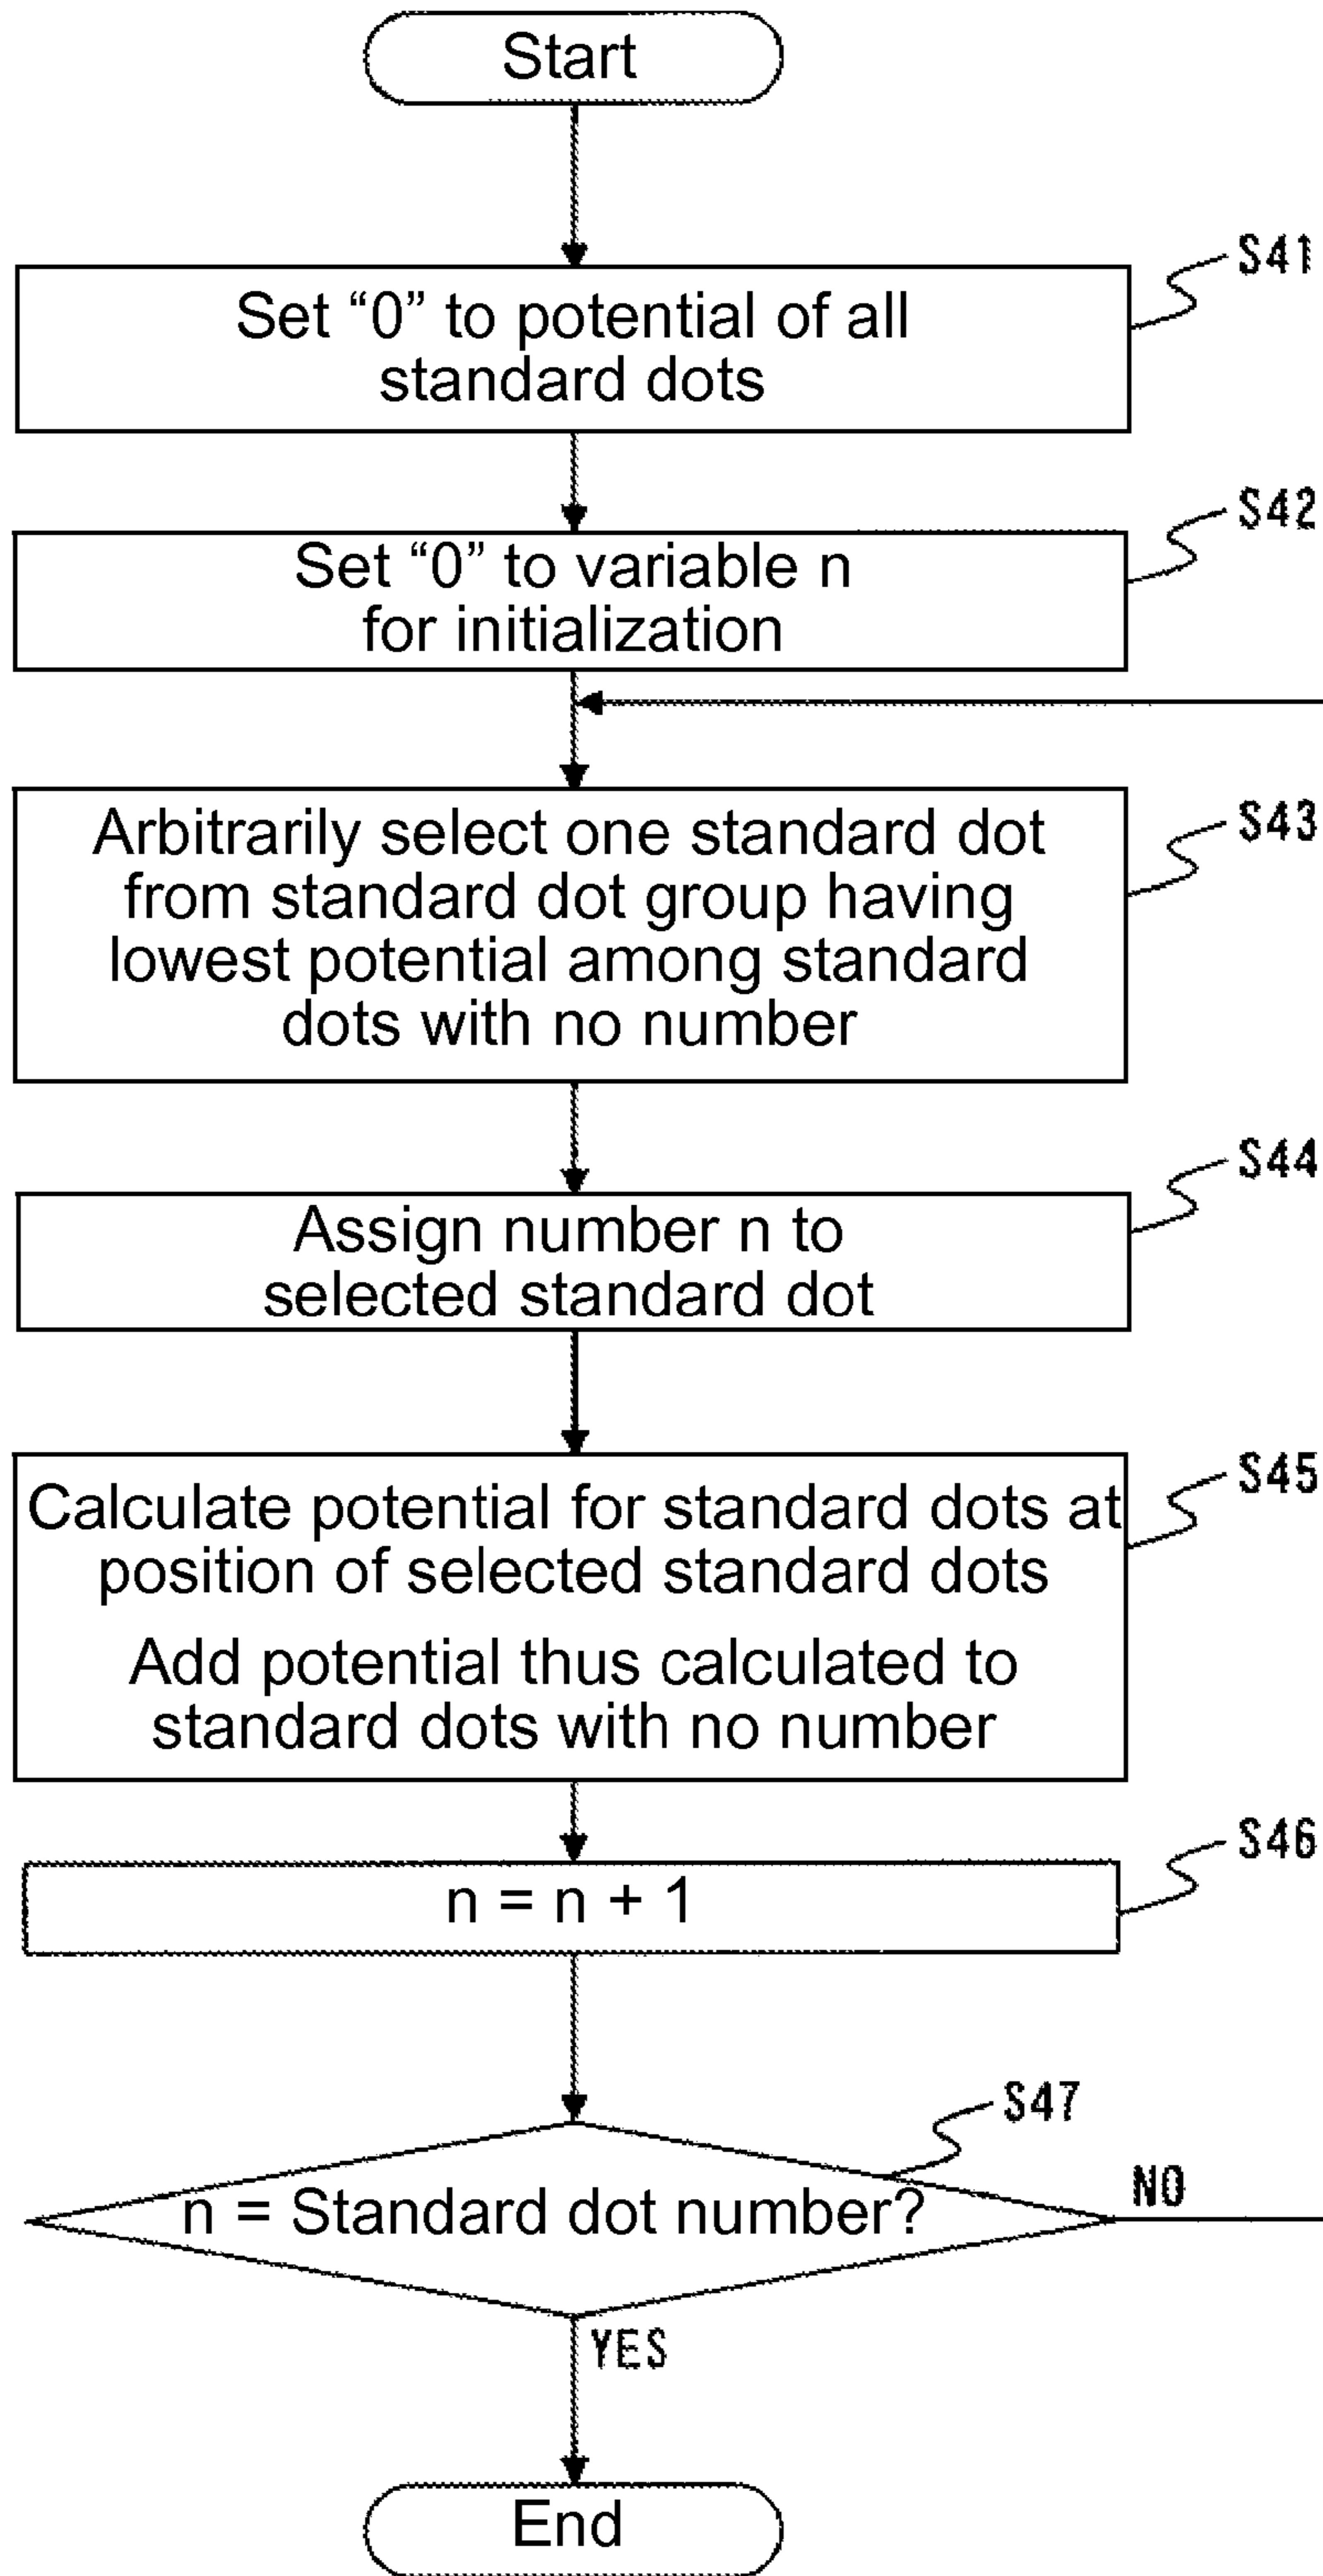 Start
S41
Set “0” to potential of all
standard dots
S42
Set “0” to variable n
for initialization
S43
Arbitrarily select one standard dot
from standard dot group having
lowest potential among standard
dots with no number
S44
Assign number n to
selected standard dot
S45
Calculate potential for standard dots at
position of selected standard dots
Add potential thus calculated to
standard dots with no number
S46
n = n + 1
S47
n = Standard dot number?
NO
YES
End